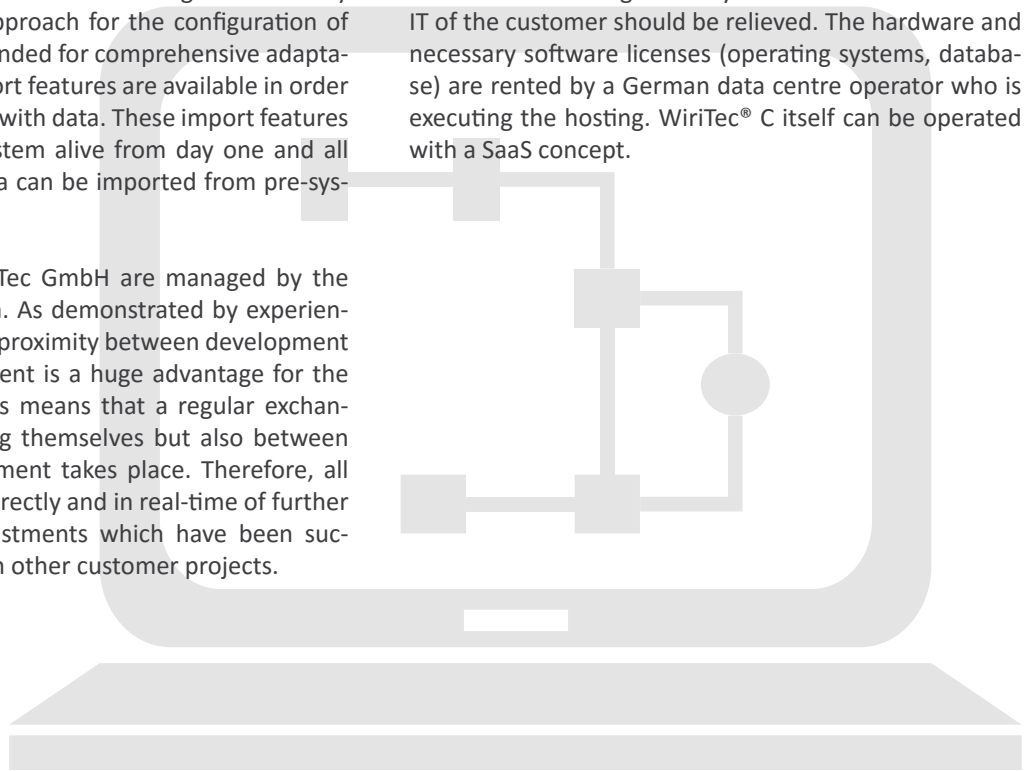 approach for the configuration of
nded for comprehensive adapta-
ort features are available in order
with data. These import features
stem alive from day one and all
a can be imported from pre-sys-
Tec GmbH are managed by the
. As demonstrated by experien-
proximity between development
ent is a huge advantage for the
s means that a regular exchan-
g themselves but also between
ment takes place. Therefore, all
rectly and in real-time of further
ustments which have been suc-
n other customer projects.
IT of the customer should be relieved. The hardware and
necessary software licenses (operating systems, databa-
se) are rented by a German data centre operator who is
executing the hosting. WiriTec® C itself can be operated
with a SaaS concept.